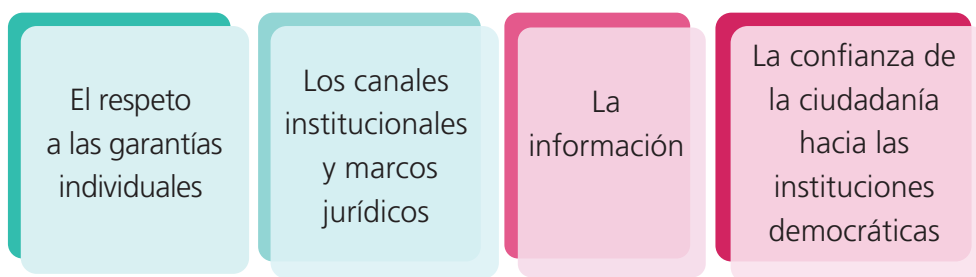 El respeto
a las garantías
individuales
Los canales
institucionales
y marcos
jurídicos
La
información
La confianza de
la ciudadanía
hacia las
instituciones
democráticas